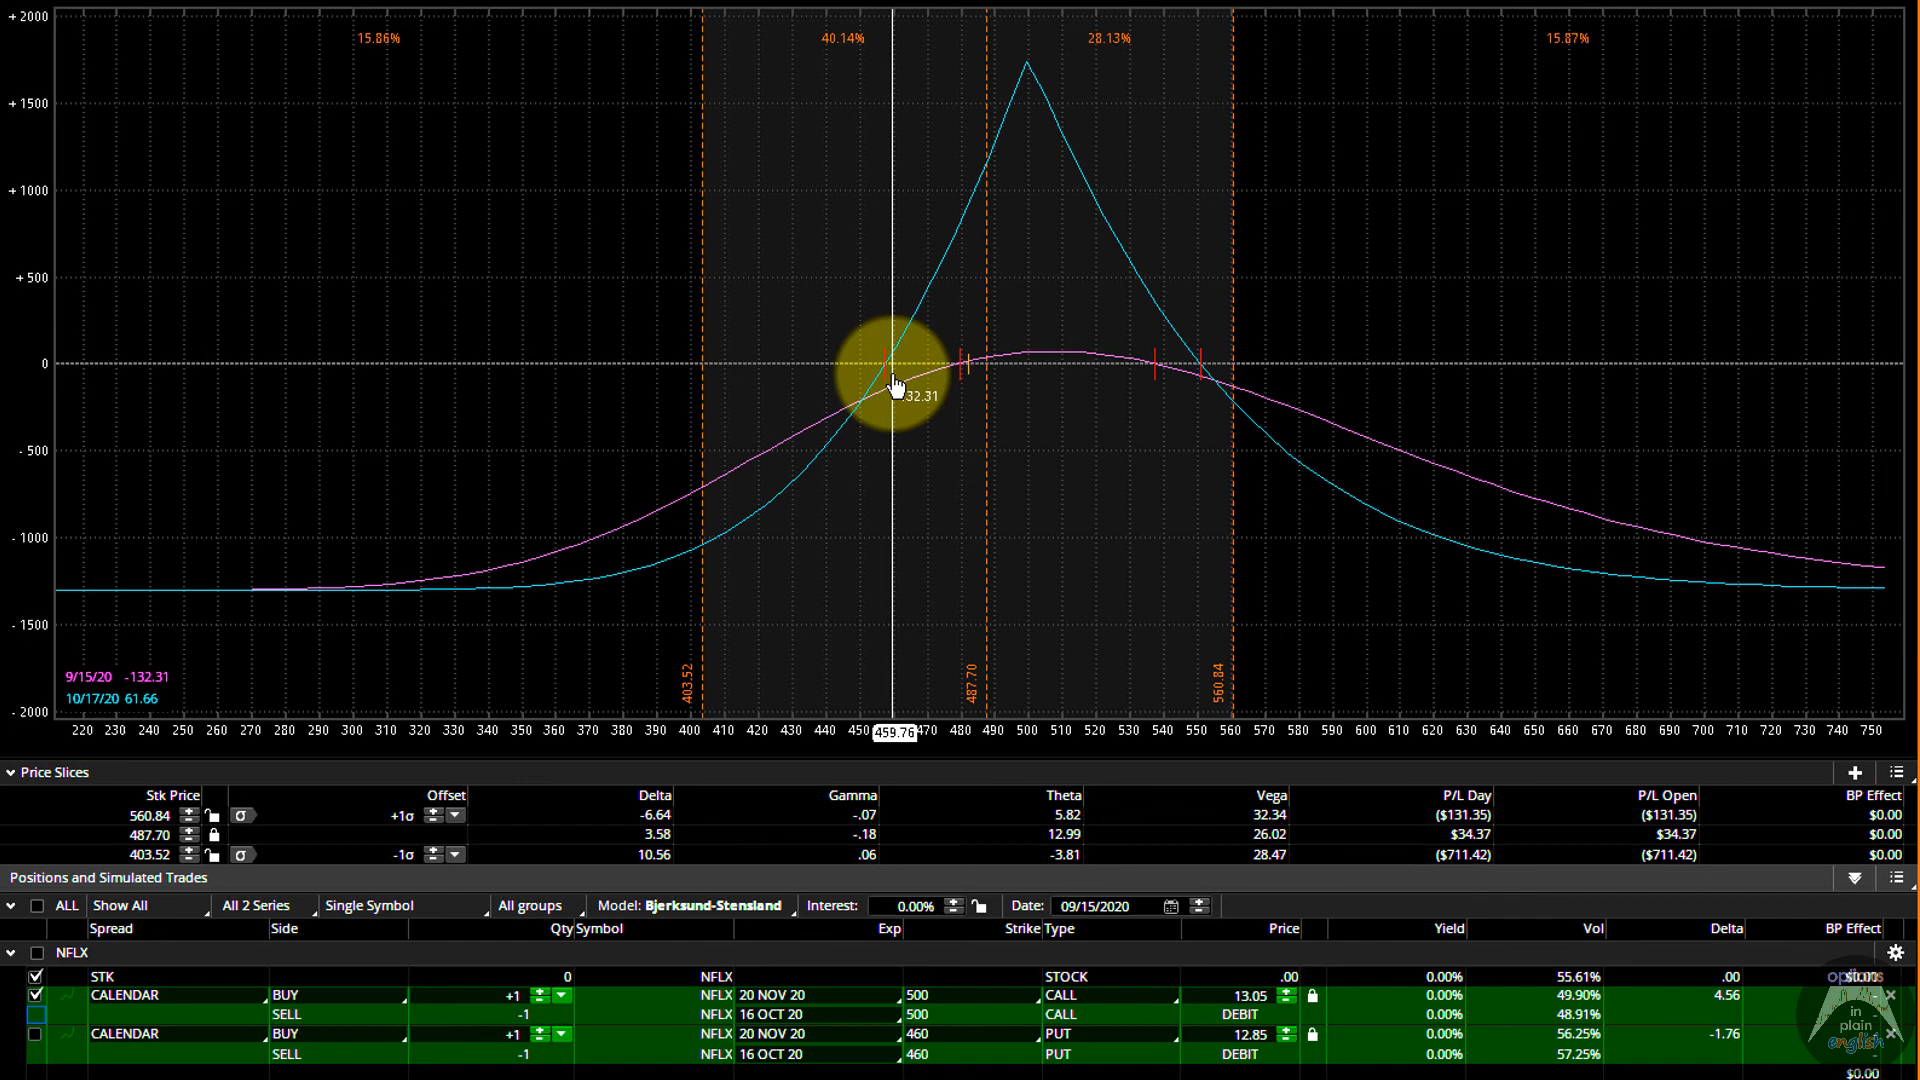 + 2000
15.86% 40.14% 28.13% 15.87%
+ 1500
+ 1000
+ 500
0
32.31
- 500
- 1000
- 1500
403.52 487.70 560.84
9/15/20 -132.31
10/17/20 61.66
- 2000
220 230 240 250 260 270 280 290 300 310 320 330 340 350 360 370 380 390 400 410 420 430 440 450 459.76 470 480 490 500 510 520 530 540 550 560 570 580 590 600 610 620 630 640 650 660 670 680 690 700 710 720 730 740 750
Price Slices
Stk Price Offset Delta Gamma Theta Vega P/L Day P/L Open BP Effect
560.84 σ +1σ -6.64 -.07 5.82 32.34 ($131.35) ($131.35) $0.00
487.70 3.58 -.18 12.99 26.02 $34.37 $34.37 $0.00
403.52 σ -1σ 10.56 .06 -3.81 28.47 ($711.42) ($711.42) $0.00
Positions and Simulated Trades
ALL Show All All 2 Series Single Symbol All groups Model: Bjerksund-Stensland Interest: 0.00% Date: 09/15/2020
Spread Side Qty Symbol Exp Strike Type Price Yield Vol Delta BP Effect
NFLX
STK 0 NFLX STOCK .00 0.00% 55.61% .00 $0.00
CALENDAR BUY +1 NFLX 20 NOV 20 500 CALL 13.05 0.00% 49.90% 4.56
SELL -1 NFLX 16 OCT 20 500 CALL DEBIT 0.00% 48.91%
CALENDAR BUY +1 NFLX 20 NOV 20 460 PUT 12.85 0.00% 56.25% -1.76
SELL -1 NFLX 16 OCT 20 460 PUT DEBIT 0.00% 57.25%
$0.00
options
in
plain
english